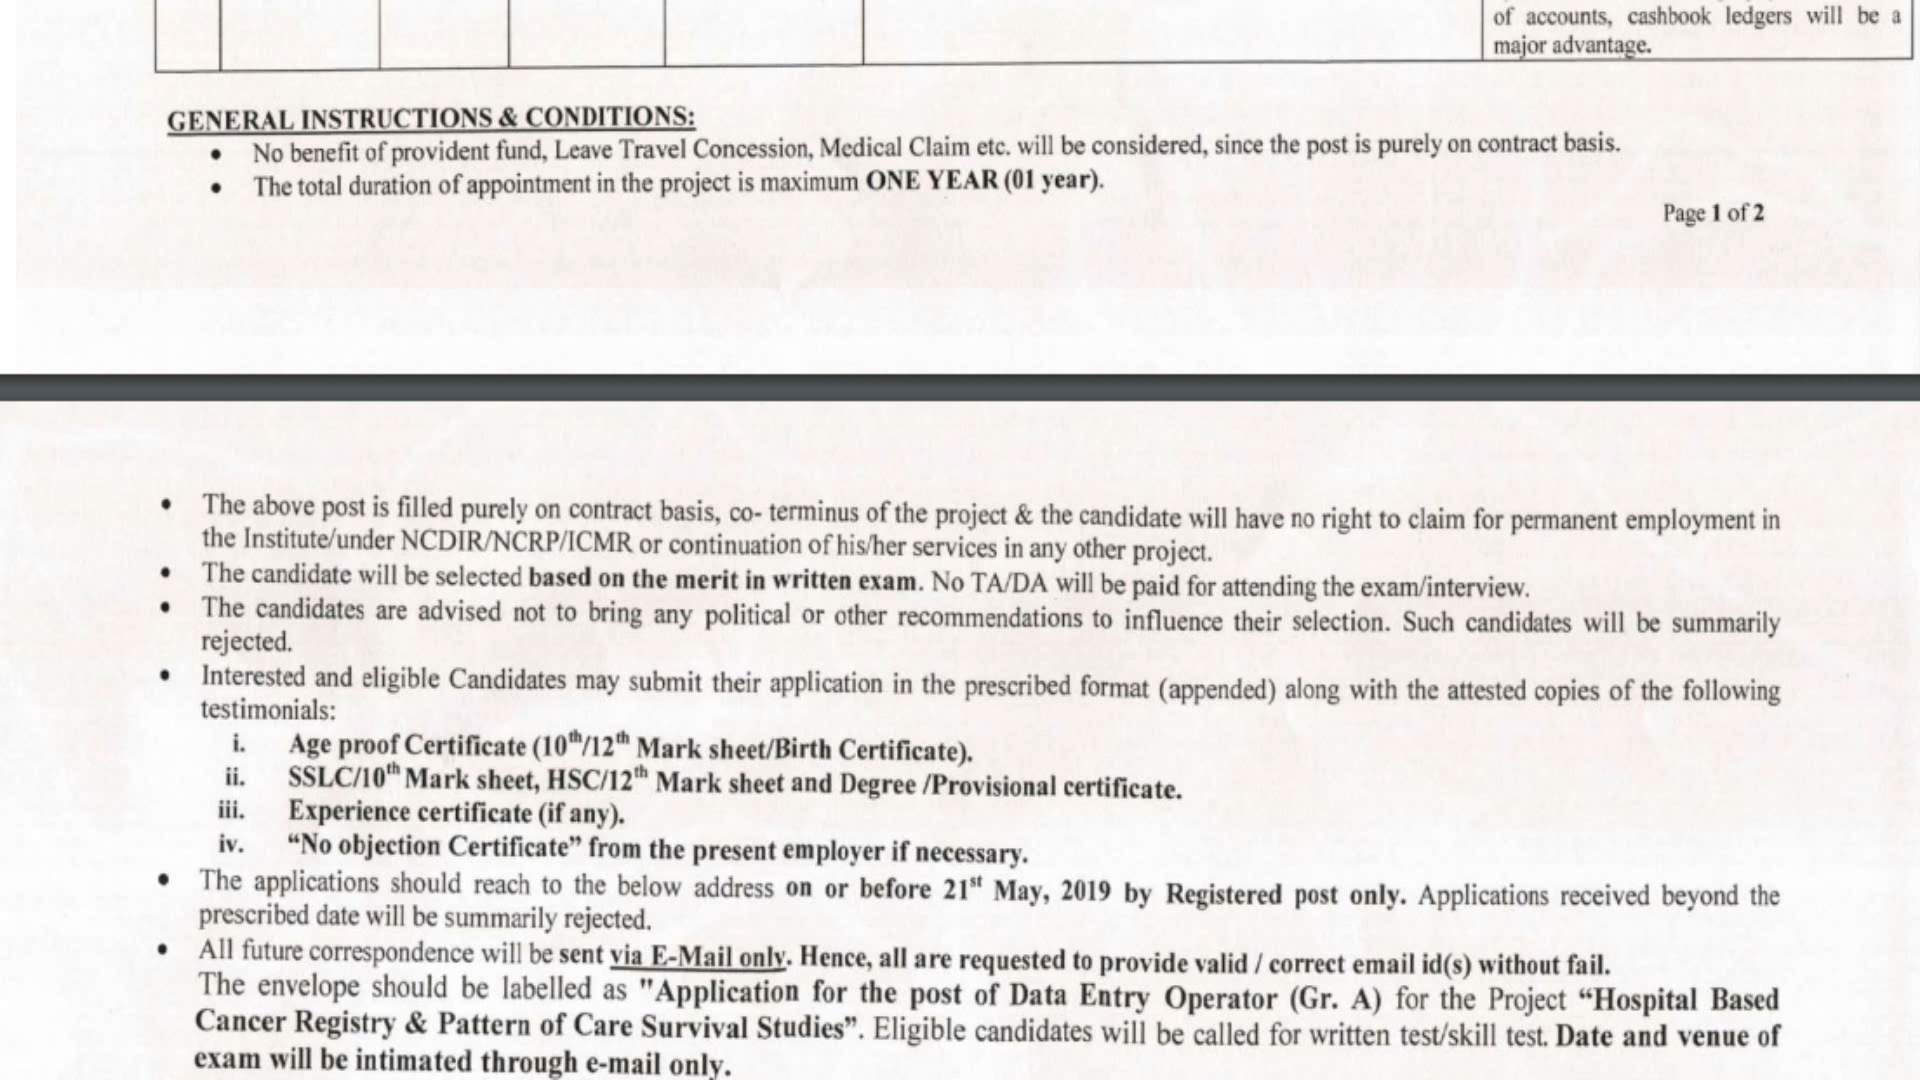 of accounts, cashbook ledgers will be a
major advantage.
GENERAL INSTRUCTIONS & CONDITIONS:
• No benefit of provident fund, Leave Travel Concession, Medical Claim etc. will be considered, since the post is purely on contract basis.
• The total duration of appointment in the project is maximum ONE YEAR (01 year).
Page 1 of 2
• The above post is filled purely on contract basis, co- terminus of the project & the candidate will have no right to claim for permanent employment in
the Institute/under NCDIR/NCRP/ICMR or continuation of his/her services in any other project.
• The candidate will be selected based on the merit in written exam. No TA/DA will be paid for attending the exam/interview.
• The candidates are advised not to bring any political or other recommendations to influence their selection. Such candidates will be summarily
rejected.
• Interested and eligible Candidates may submit their application in the prescribed format (appended) along with the attested copies of the following
testimonials:
i. Age proof Certificate (10th/12th Mark sheet/Birth Certificate).
ii. SSLC/10th Mark sheet, HSC/12th Mark sheet and Degree /Provisional certificate.
iii. Experience certificate (if any).
iv. “No objection Certificate” from the present employer if necessary.
• The applications should reach to the below address on or before 21st May, 2019 by Registered post only. Applications received beyond the
prescribed date will be summarily rejected.
• All future correspondence will be sent via E-Mail only. Hence, all are requested to provide valid / correct email id(s) without fail.
The envelope should be labelled as "Application for the post of Data Entry Operator (Gr. A) for the Project “Hospital Based
Cancer Registry & Pattern of Care Survival Studies”. Eligible candidates will be called for written test/skill test. Date and venue of
exam will be intimated through e-mail only.